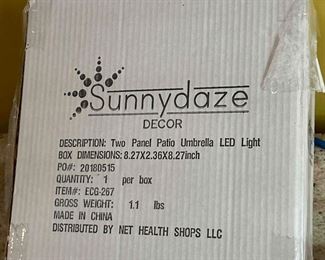 Sunnydaze
DECOR
DESCRIPTION: Two Panel Patio Umbrella LED Light
BOX DIMENSIONS:8.27X2.36X8.27inch
PO#: 20180515
QUANTITY: 1 per box
ITEM#: ECG-267
GROSS WEIGHT: 1.1 lbs
MADE IN CHINA
DISTRIBUTED BY NET HEALTH SHOPS LLC